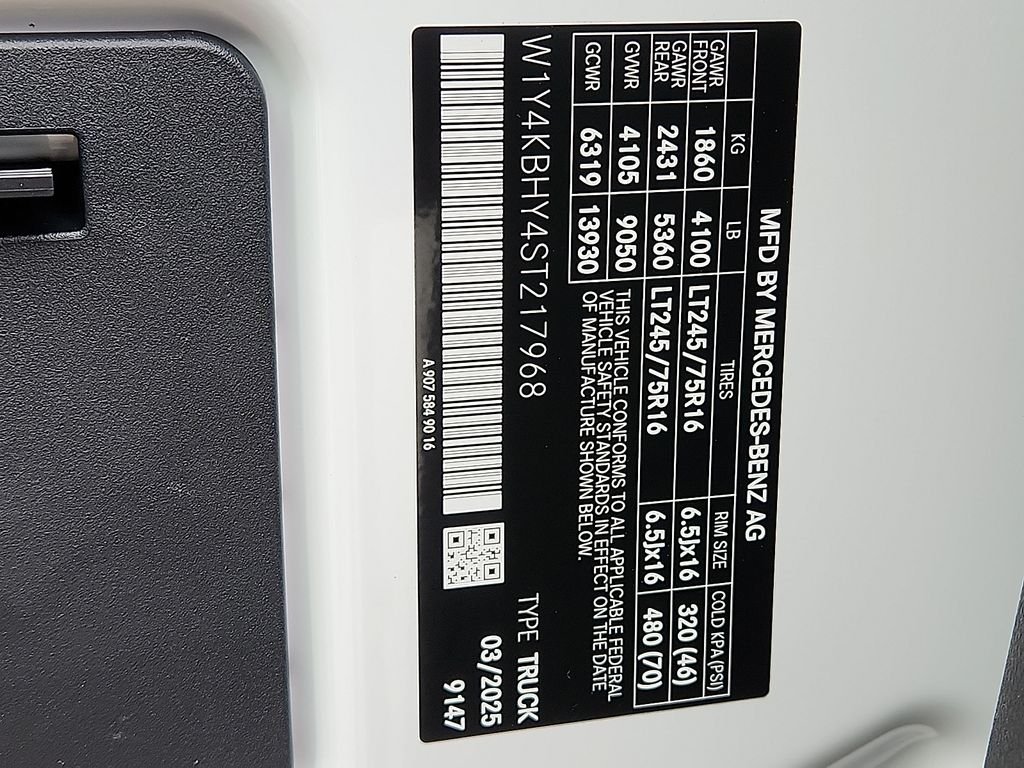 MFD BY MERCEDES-BENZ AG
KG LB TIRES RIM SIZE COLD KPA (PSI)
GAWR FRONT 1860 4100 LT245/75R16 6.5Jx16 320 (46)
GAWR REAR 2431 5360 LT245/75R16 6.5Jx16 480 (70)
GVWR 4105 9050
GCWR 6319 13930
THIS VEHICLE CONFORMS TO ALL APPLICABLE FEDERAL
VEHICLE SAFETY STANDARDS IN EFFECT ON THE DATE
OF MANUFACTURE SHOWN BELOW.
W1Y4KBHY4ST217968 TYPE TRUCK
03/2025
9147
A 907 584 90 16